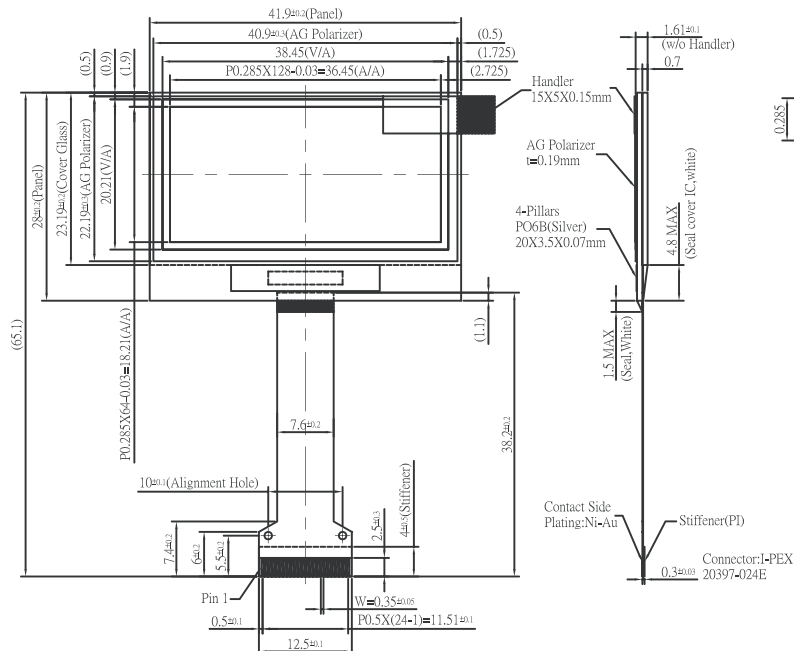 41.9±0.2(Panel)
40.9±0.3(AG Polarizer)
(0.5)
38.45(V/A)
(1.725)
P0.285X128-0.03=36.45(A/A)
(2.725)
(0.5)
(0.9)
(1.9)
1.61±0.1
(w/o Handler)
0.7
Handler
15X5X0.15mm
0.285
AG Polarizer
t=0.19mm
4-Pillars
PO6B(Silver)
20X3.5X0.07mm
4.8 MAX
(Seal cover IC,white)
28±0.2(Panel)
23.19±0.2(Cover Glass)
22.19±0.3(AG Polarizer)
20.21(V/A)
(65.1)
P0.285X64-0.03=18.21(A/A)
(1.1)
1.5 MAX
(Seal,White)
7.6±0.2
38.2±0.2
10±0.1(Alignment Hole)
2.5±0.3
4±0.5(Stiffener)
7.4±0.2
6±0.2
5.5±0.2
Contact Side
Plating:Ni-Au
Stiffener(PI)
Connector:I-PEX
20397-024E
0.3±0.03
Pin 1
W=0.35±0.05
0.5±0.1
P0.5X(24-1)=11.51±0.1
12.5±0.1